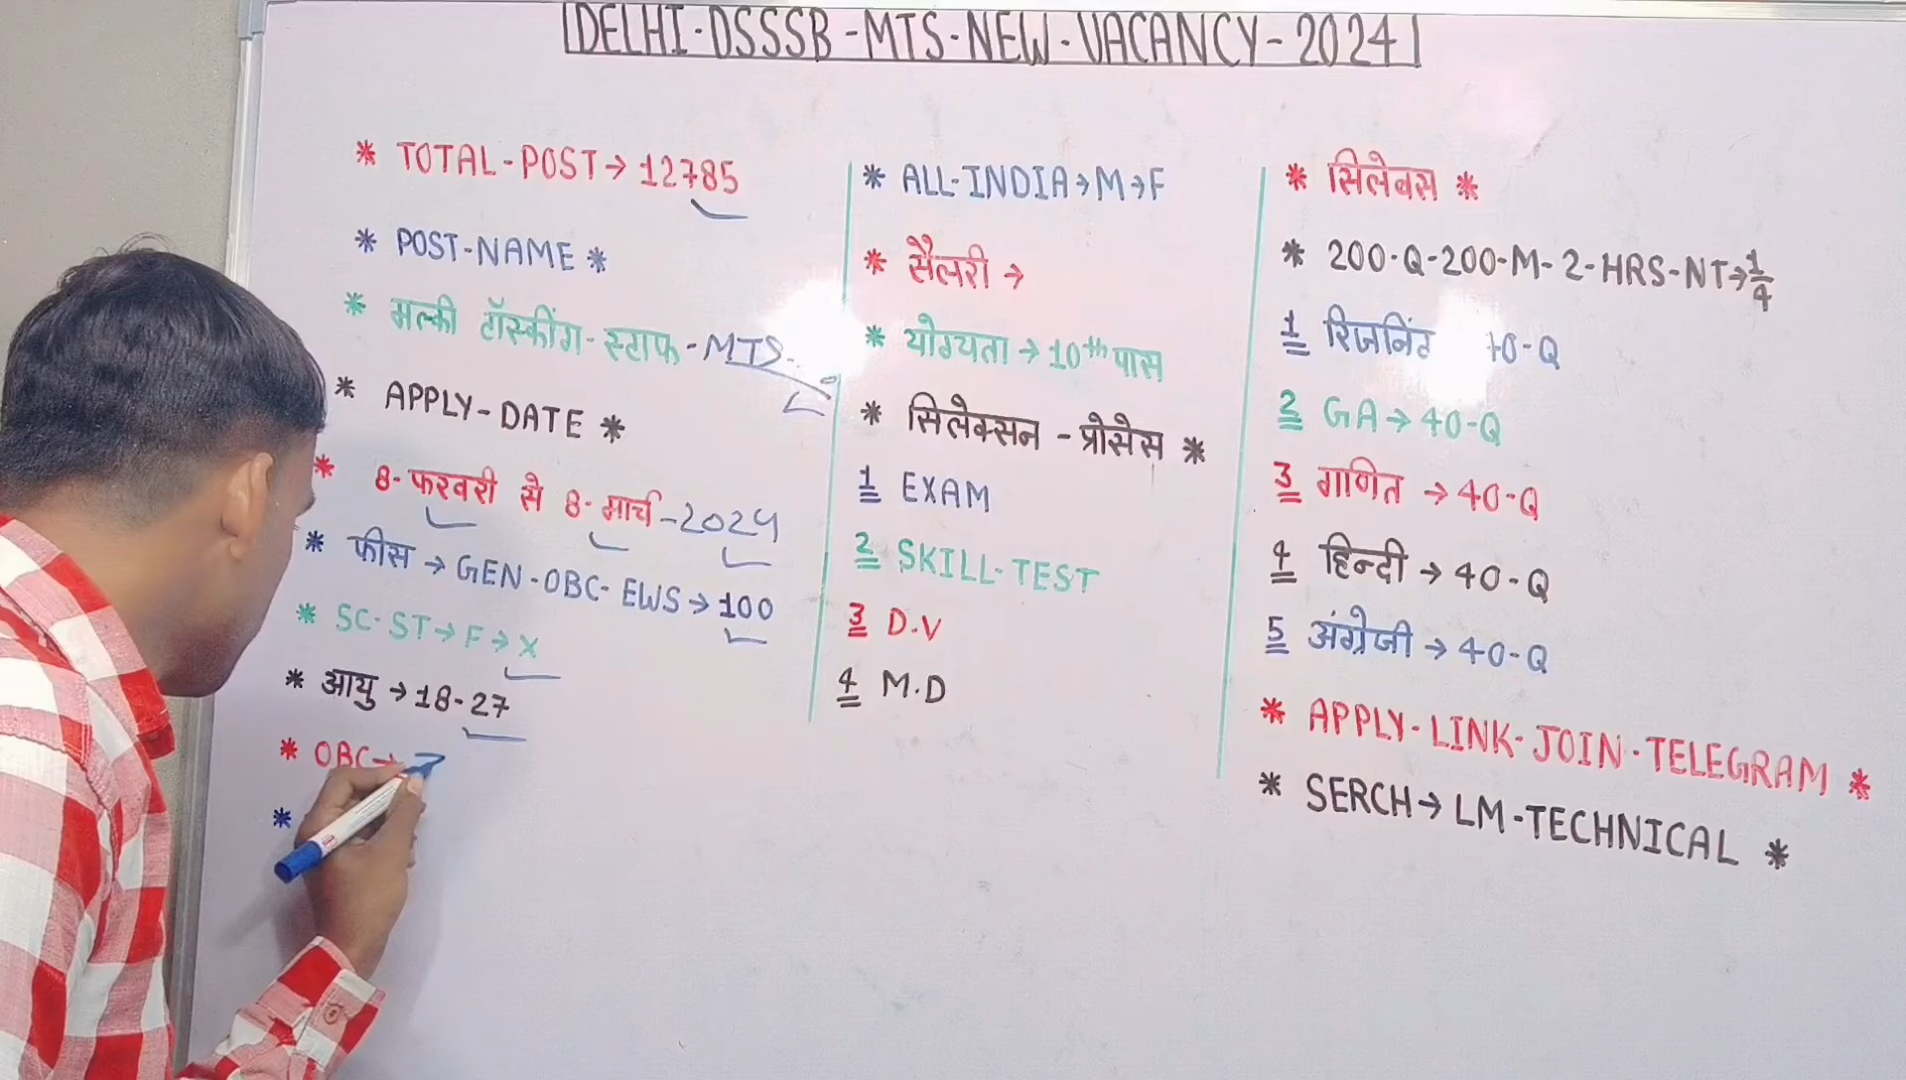 DELHI-DSSSB-MTS-NEW-VACANCY-2024
* TOTAL-POST→12785
* POST-NAME *
* मल्की टॉस्कींग-स्टाफ-MTS.
* APPLY-DATE *
* 8-फरवरी से 8-मार्च-2024
* फीस→GEN-OBC-EWS→100
* SC-ST→F→X
* आयु→18-27
* OBC→
*
* ALL-INDIA→M→F
* सैलरी→
* योग्यता→10th पास
* सिलेक्सन-प्रोसेस *
1 EXAM
2 SKILL-TEST
3 D.V
4 M.D
* सिलेबस *
* 200-Q-200-M-2-HRS-NT→1/4
1 रिजनिंग 40-Q
2 GA→40-Q
3 गणित→40-Q
4 हिन्दी→40-Q
5 अंग्रेजी→40-Q
* APPLY-LINK-JOIN-TELEGRAM *
* SERCH→LM-TECHNICAL *